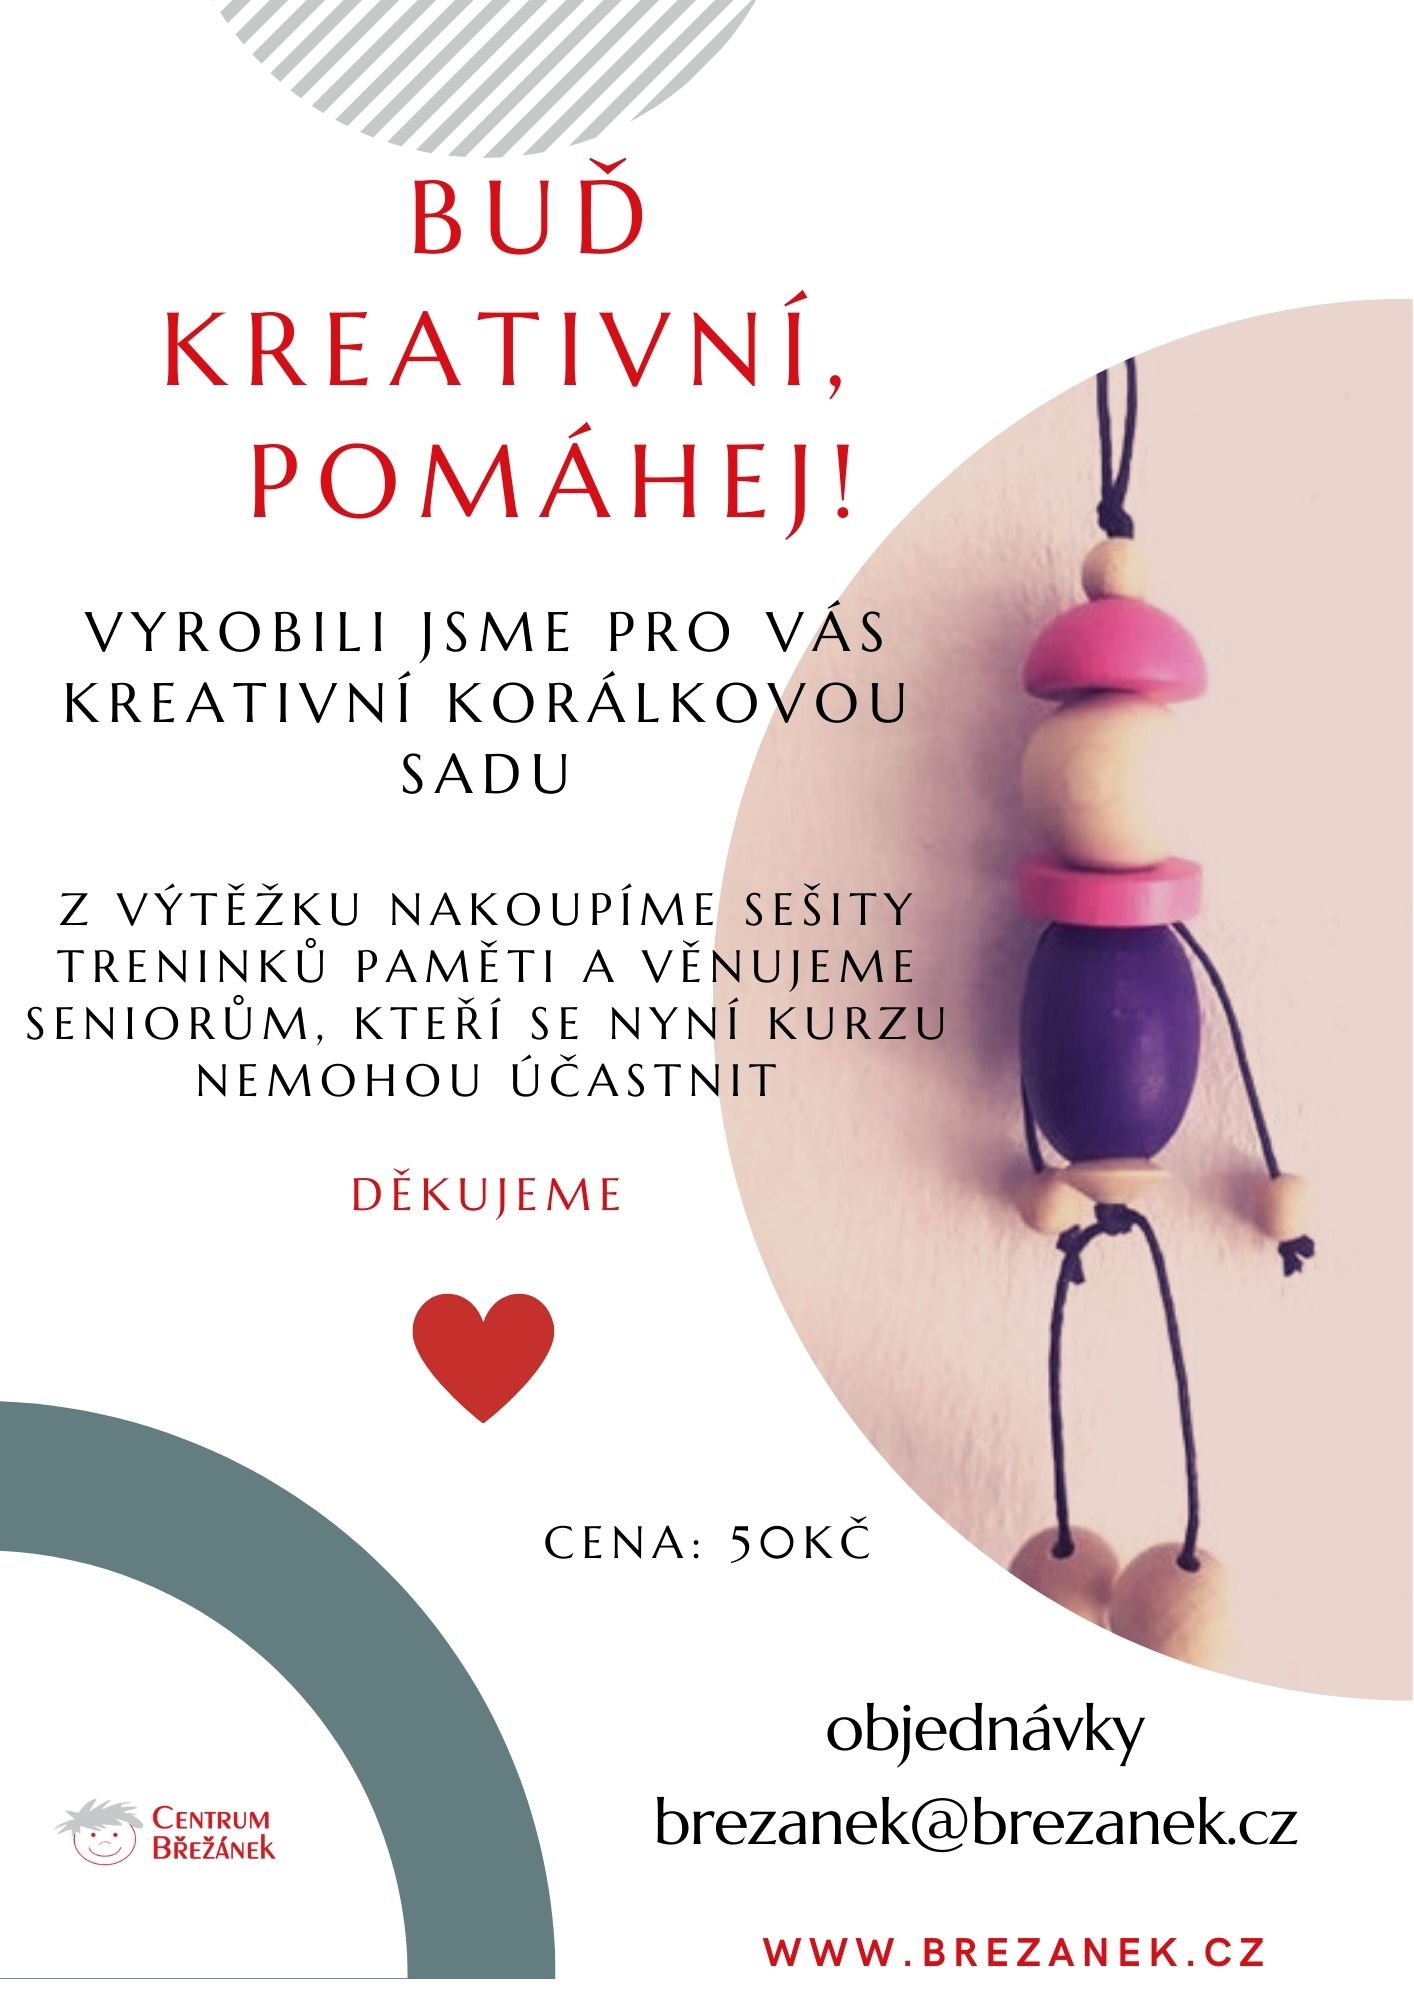 BUĎ
KREATIVNÍ,
POMÁHEJ!
VYROBILI JSME PRO VÁS
KREATIVNÍ KORÁLKOVOU
SADU
Z VÝTĚŽKU NAKOUPÍME SEŠITY
TRENINKŮ PAMĚTI A VĚNUJEME
SENIORŮM, KTEŘÍ SE NYNÍ KURZU
NEMOHOU ÚČASTNIT
DĚKUJEME
CENA: 50KČ
objednávky
brezanek@brezanek.cz
CENTRUM
BŘEŽÁNEK
WWW.BREZANEK.CZ